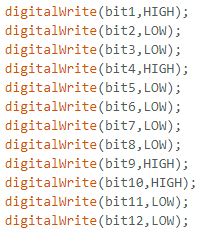 digitalWrite(bit1,HIGH);
digitalWrite(bit2,LOW);
digitalWrite(bit3,LOW);
digitalWrite(bit4,HIGH);
digitalWrite(bit5,LOW);
digitalWrite(bit6,LOW);
digitalWrite(bit7,LOW);
digitalWrite(bit8,LOW);
digitalWrite(bit9,HIGH);
digitalWrite(bit10,HIGH);
digitalWrite(bit11,LOW);
digitalWrite(bit12,LOW);